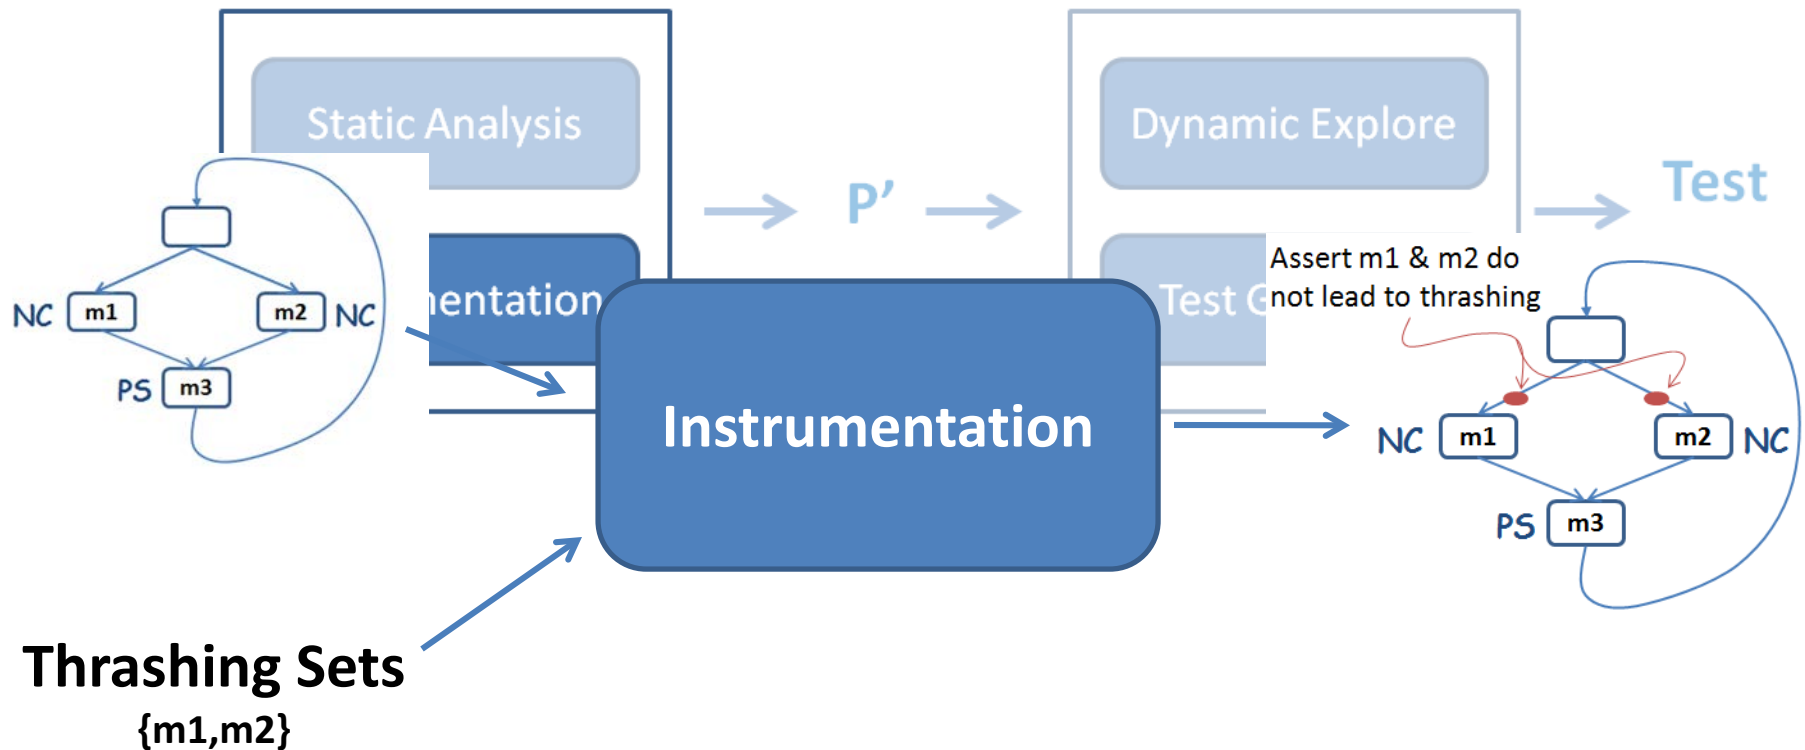 Static Analysis
Dynamic Explore
P’
Test
mentation
Test G
Assert m1 & m2 do
not lead to thrashing
NC m1 m2 NC
PS m3
Instrumentation
NC m1 m2 NC
PS m3
Thrashing Sets
{m1,m2}